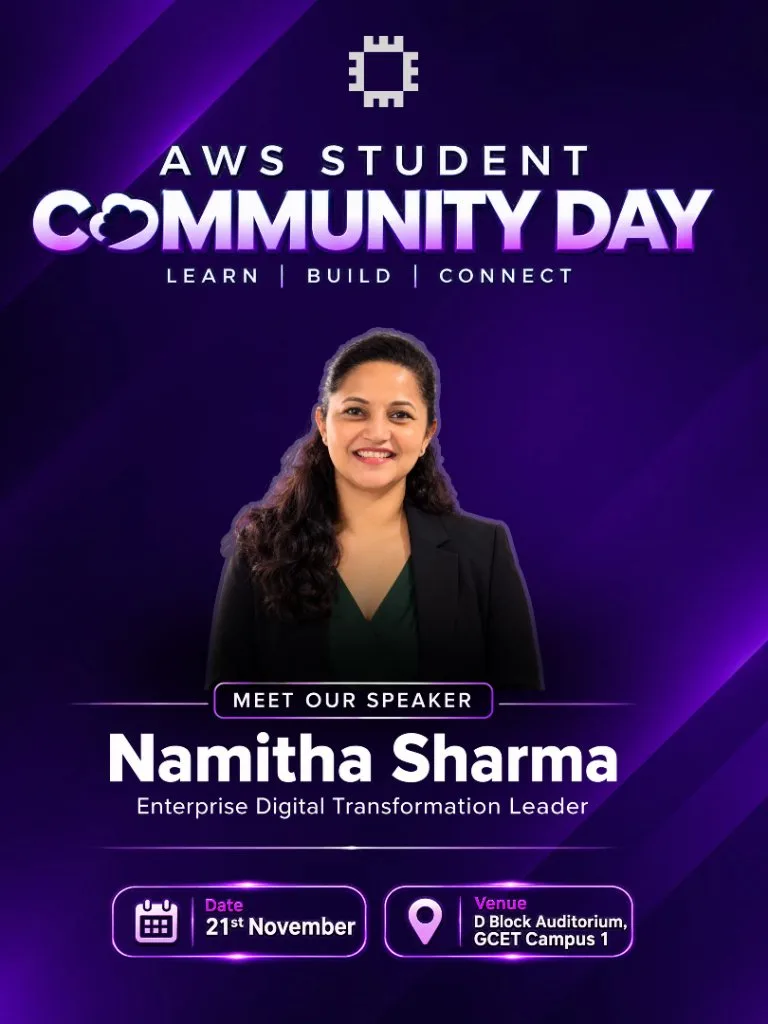 AWS STUDENT
COMMUNITY DAY
LEARN | BUILD | CONNECT
MEET OUR SPEAKER
Namitha Sharma
Enterprise Digital Transformation Leader
Date
21st November
Venue
D Block Auditorium,
GCET Campus 1